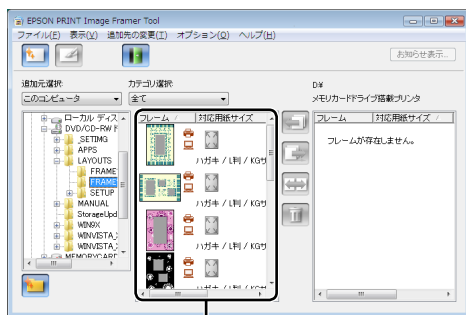 EPSON PRINT Image Framer Tool
ファイル(F) 表示(V) 追加先の変更(T) オプション(O) ヘルプ(H)
お知らせ表示...
追加元選択:
カテゴリ選択:
D¥
このコンピュータ
全て
メモリカードドライブ搭載プリンタ
ローカル ディス
DVD/CD-RW ド
_SETIMG
APPS
LAYOUTS
FRAME
FRAME
SETUP
MANUAL
StorageUpd
WIN9X
WINVISTA_
WINVISTA_
MEMORYCARD
フレーム
対応用紙サイズ
ハガキ / L判 / KGサ
ハガキ / L判 / KGサ
ハガキ / L判 / KGサ
ハガキ / L判 / KGサ
フレーム
対応用紙サイズ
フレームが存在しません。